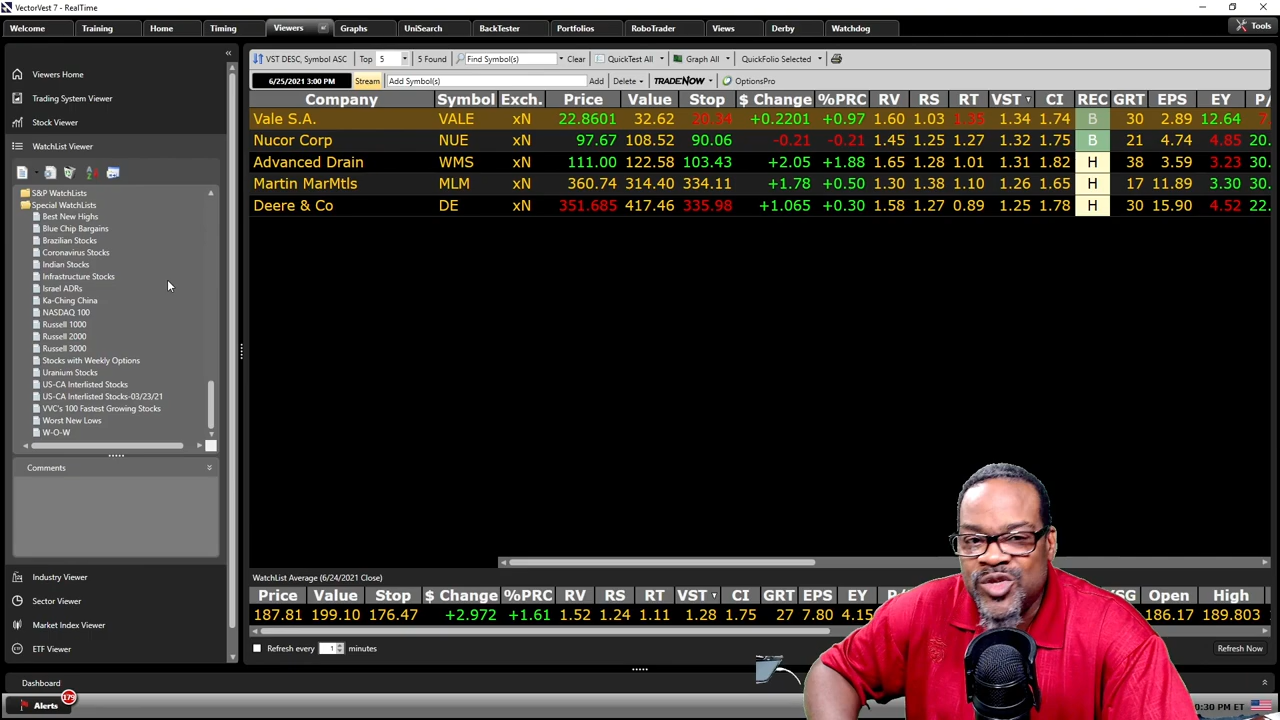 VectorVest 7 - RealTime
Welcome Training Home Timing Viewers Graphs UniSearch BackTester Portfolios RoboTrader Views Derby Watchdog Tools
VST DESC, Symbol ASC Top 5 5 Found Find Symbol(s) Clear QuickTest All Graph All QuickFolio Selected
6/25/2021 3:00 PM Stream Add Symbol(s) Add Delete TRADENOW OptionsPro
Viewers Home
Trading System Viewer
Stock Viewer
WatchList Viewer
S&P WatchLists
Special WatchLists
Best New Highs
Blue Chip Bargains
Brazilian Stocks
Coronavirus Stocks
Indian Stocks
Infrastructure Stocks
Israel ADRs
Ka-Ching China
NASDAQ 100
Russell 1000
Russell 2000
Russell 3000
Stocks with Weekly Options
Uranium Stocks
US-CA Interlisted Stocks
US-CA Interlisted Stocks-03/23/21
VVC's 100 Fastest Growing Stocks
Worst New Lows
W-O-W
Comments
Industry Viewer
Sector Viewer
Market Index Viewer
ETF Viewer
Company Symbol Exch. Price Value Stop $ Change %PRC RV RS RT VST CI REC GRT EPS EY P/
Vale S.A. VALE xN 22.8601 32.62 20.34 +0.2201 +0.97 1.60 1.03 1.35 1.34 1.74 B 30 2.89 12.64 7.
Nucor Corp NUE xN 97.67 108.52 90.06 -0.21 -0.21 1.45 1.25 1.27 1.32 1.75 B 21 4.74 4.85 20.
Advanced Drain WMS xN 111.00 122.58 103.43 +2.05 +1.88 1.65 1.28 1.01 1.31 1.82 H 38 3.59 3.23 30.
Martin MarMtls MLM xN 360.74 314.40 334.11 +1.78 +0.50 1.30 1.38 1.10 1.26 1.65 H 17 11.89 3.30 30.
Deere & Co DE xN 351.685 417.46 335.98 +1.065 +0.30 1.58 1.27 0.89 1.25 1.78 H 30 15.90 4.52 22.
WatchList Average (6/24/2021 Close)
Price Value Stop $ Change %PRC RV RS RT VST CI GRT EPS EY P/ SG Open High
187.81 199.10 176.47 +2.972 +1.61 1.52 1.24 1.11 1.28 1.75 27 7.80 4.15 186.17 189.803
Refresh every 1 minutes Refresh Now
Dashboard
Alerts 179 :30 PM ET